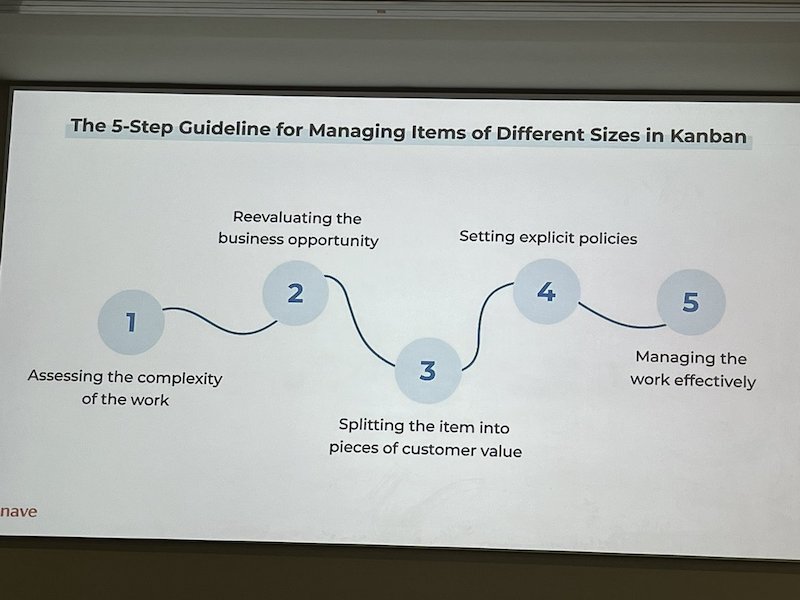 The 5-Step Guideline for Managing Items of Different Sizes in Kanban
1
Assessing the complexity
of the work
2
Reevaluating the
business opportunity
3
Splitting the item into
pieces of customer value
4
Setting explicit policies
5
Managing the
work effectively
nave